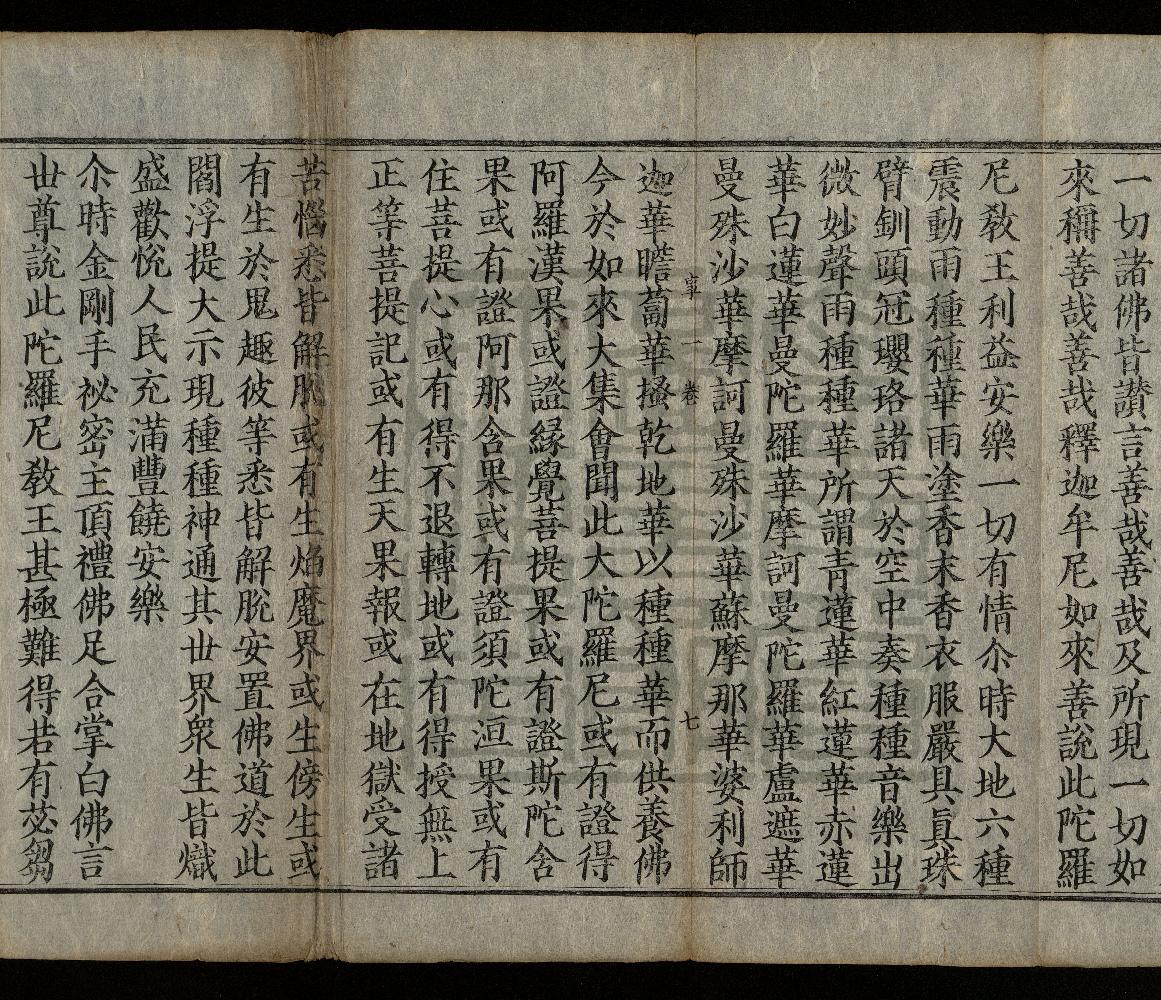 一切諸佛皆讃言善哉善哉及所現一切如
來稱善哉善哉釋迦牟尼如來善說此陀羅
尼敎王利益安樂一切有情尒時大地六種
震動雨種種華雨塗香末香衣服嚴具眞珠
臂釧頭冠瓔珞諸天於空中奏種種音樂出
微妙聲雨種種華所謂青蓮華紅蓮華赤蓮
華白蓮華曼陀羅華摩訶曼陀羅華盧遮華
曼殊沙華摩訶曼殊沙華蘇摩那華婆利師
一卷 七
迦華瞻蔔華搔乾地華以種種華而供養佛
今於如來大集會聞此大陀羅尼或有證得
阿羅漢果或證緣覺菩提果或有證斯陀含
果或有證阿那含果或有證須陀洹果或有
住菩提心或有得不退轉地或有得授無上
正等菩提記或有生天果報或在地獄受諸
苦惱悉皆解脫或有生焰魔界或生傍生或
有生於鬼趣彼等悉皆解脫安置佛道於此
閻浮提大示現種種神通其丗界衆生皆熾
盛歡悅人民充滿豐饒安樂
尒時金剛手祕密主頂禮佛足合掌白佛言
丗尊說此陀羅尼敎王甚極難得若有苾芻